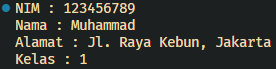 NIM : 123456789
Nama : Muhammad
Alamat : Jl. Raya Kebun, Jakarta
Kelas : 1